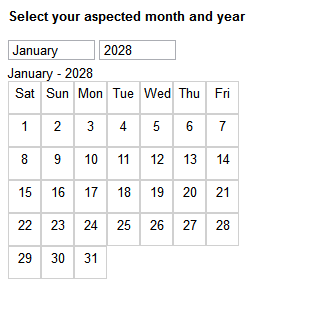 Select your aspected month and year
January 2028
January - 2028
Sat Sun Mon Tue Wed Thu Fri
1 2 3 4 5 6 7
8 9 10 11 12 13 14
15 16 17 18 19 20 21
22 23 24 25 26 27 28
29 30 31